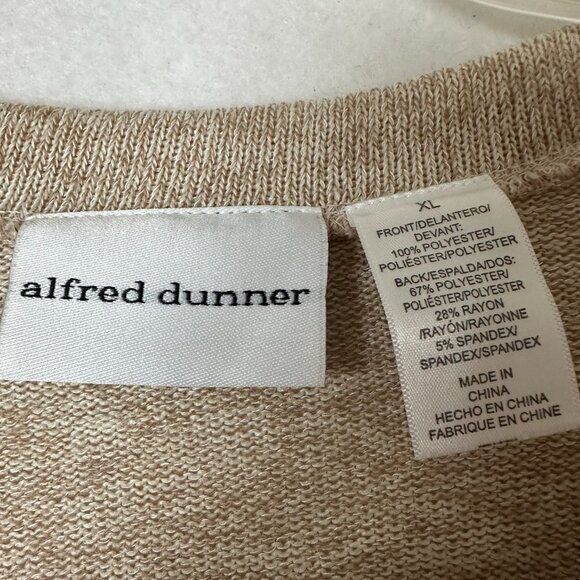 alfred dunner
XL
FRONT/DELANTERO/
DEVANT:
100% POLYESTER/
POLIÉSTER/POLYESTER
BACK/ESPALDA/DOS:
67% POLYESTER/
POLIÉSTER/POLYESTER
28% RAYON
/RAYÓN/RAYONNE
5% SPANDEX/
SPANDEX/SPANDEX
MADE IN
CHINA
HECHO EN CHINA
FABRIQUE EN CHINE